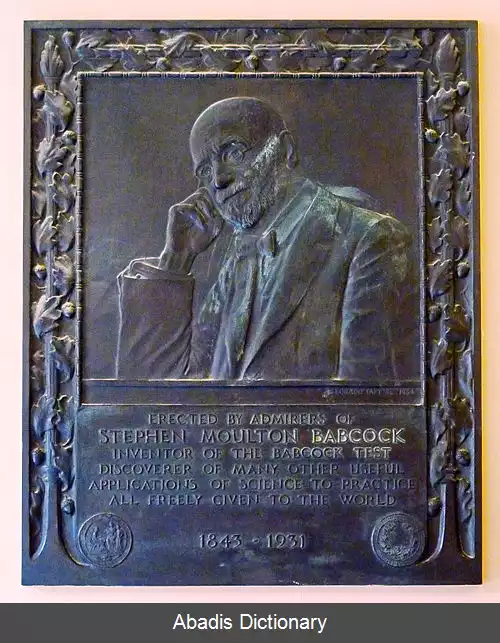 ERECTED BY ADMIRERS OF
STEPHEN MOULTON BABCOCK
INVENTOR OF THE BABCOCK TEST
DISCOVERER OF MANY OTHER USEFUL
APPLICATIONS OF SCIENCE TO PRACTICE
ALL FREELY GIVEN TO THE WORLD
1843 • 1931
Abadis Dictionary